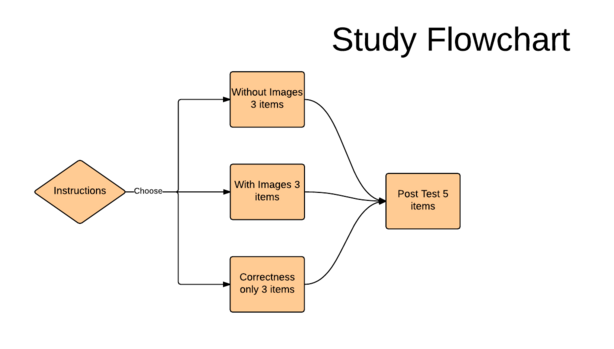 Study Flowchart
Without Images
3 items
Instructions
Choose
With Images 3
items
Correctness
only 3 items
Post Test 5
items